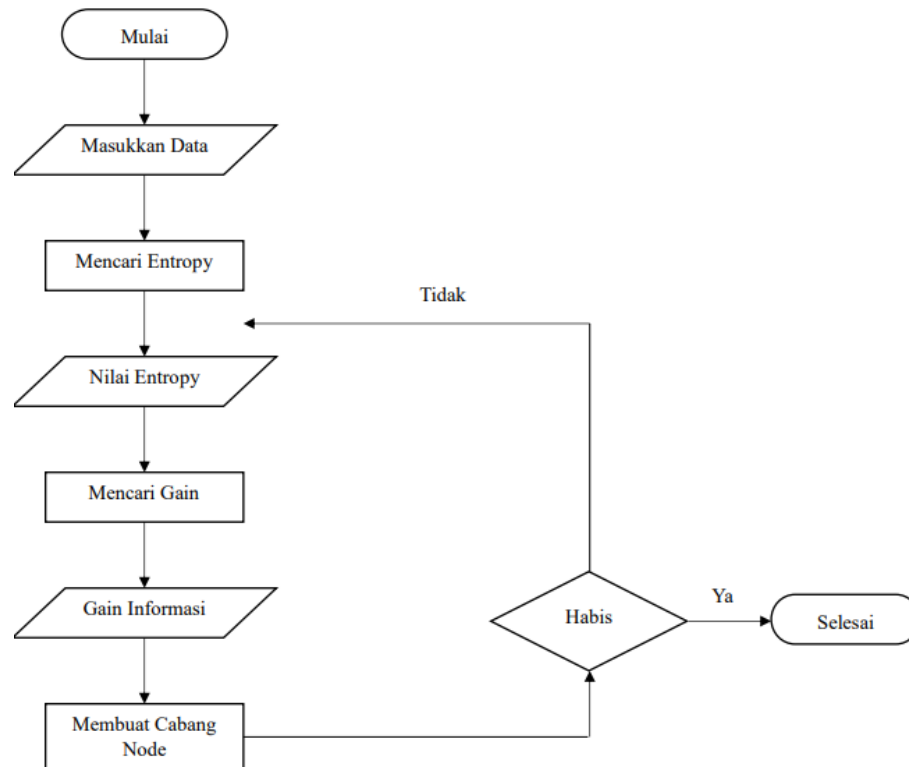 Mulai
Masukkan Data
Mencari Entropy
Tidak
Nilai Entropy
Mencari Gain
Gain Informasi
Habis
Ya
Selesai
Membuat Cabang
Node